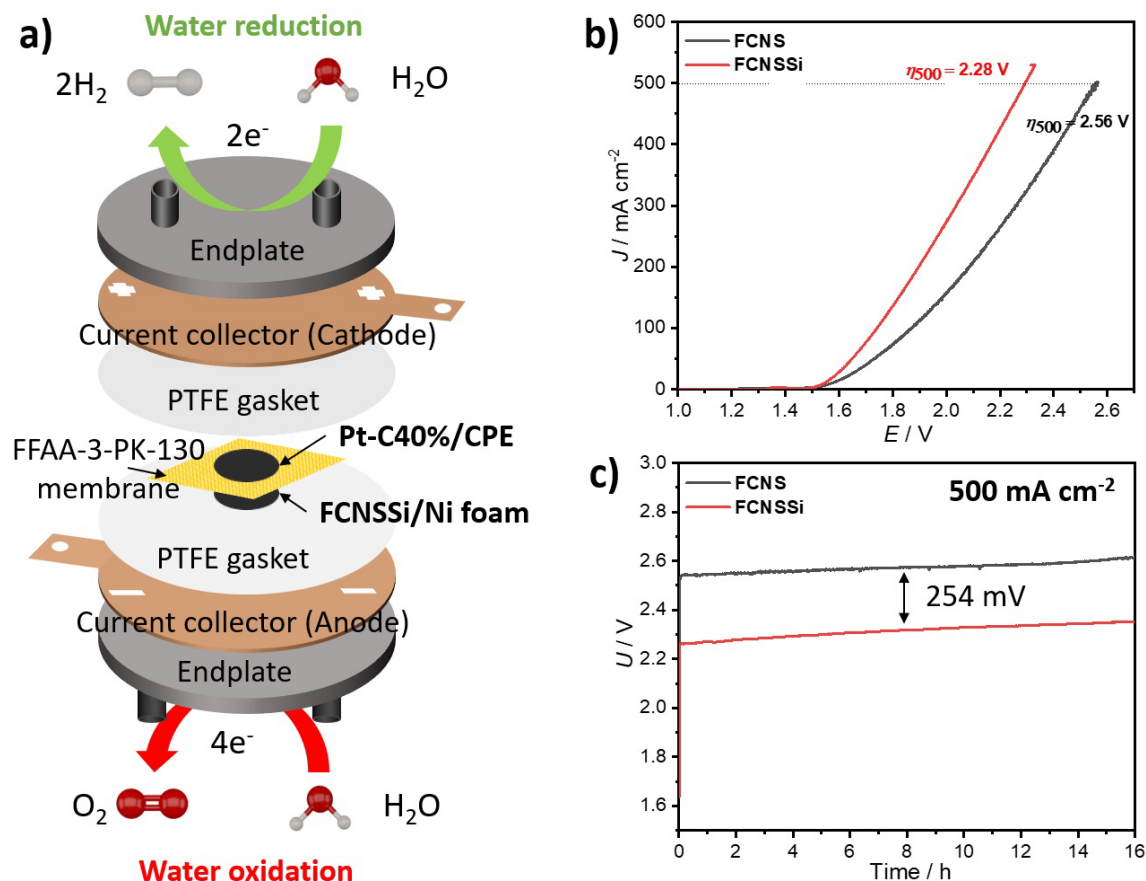 a)
Water reduction
2H₂
H₂O
2e⁻
Endplate
Current collector (Cathode)
PTFE gasket
FFAA-3-PK-130
membrane
Pt-C40%/CPE
FCNSSi/Ni foam
PTFE gasket
Current collector (Anode)
Endplate
4e⁻
O₂
H₂O
Water oxidation
b)
FCNS
FCNSSi
η₅₀₀ = 2.28 V
η₅₀₀ = 2.56 V
J / mA cm⁻²
600
500
400
300
200
100
0
1.0 1.2 1.4 1.6 1.8 2.0 2.2 2.4 2.6
E / V
c)
FCNS
FCNSSi
500 mA cm⁻²
254 mV
U / V
3.0
2.8
2.6
2.4
2.2
2.0
1.8
1.6
0 2 4 6 8 10 12 14 16
Time / h